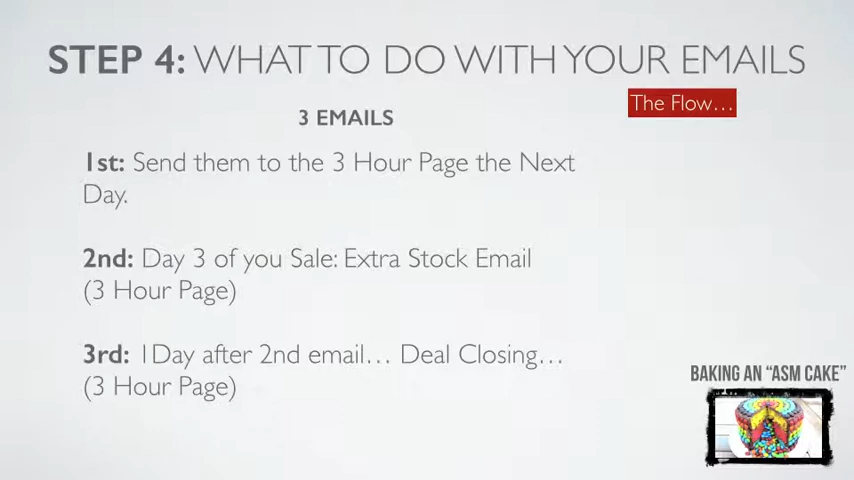 STEP 4: WHAT TO DO WITH YOUR EMAILS
The Flow...
3 EMAILS
1st: Send them to the 3 Hour Page the Next
Day.
2nd: Day 3 of you Sale: Extra Stock Email
(3 Hour Page)
3rd: 1Day after 2nd email... Deal Closing...
(3 Hour Page)
BAKING AN “ASM CAKE”